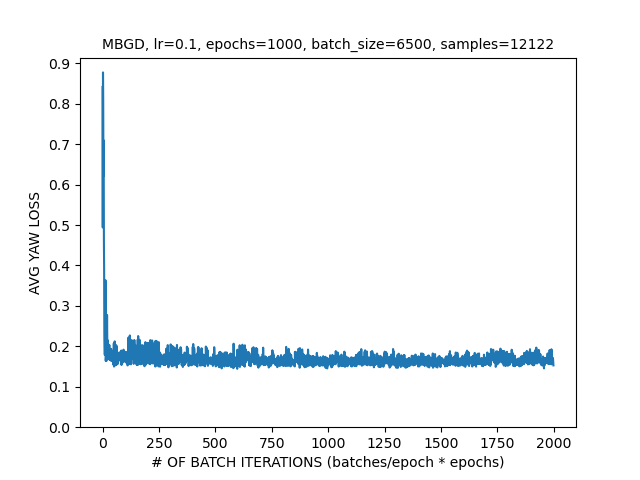 MBGD, lr=0.1, epochs=1000, batch_size=6500, samples=12122
AVG YAW LOSS
0.9
0.8
0.7
0.6
0.5
0.4
0.3
0.2
0.1
0.0
0 250 500 750 1000 1250 1500 1750 2000
# OF BATCH ITERATIONS (batches/epoch * epochs)